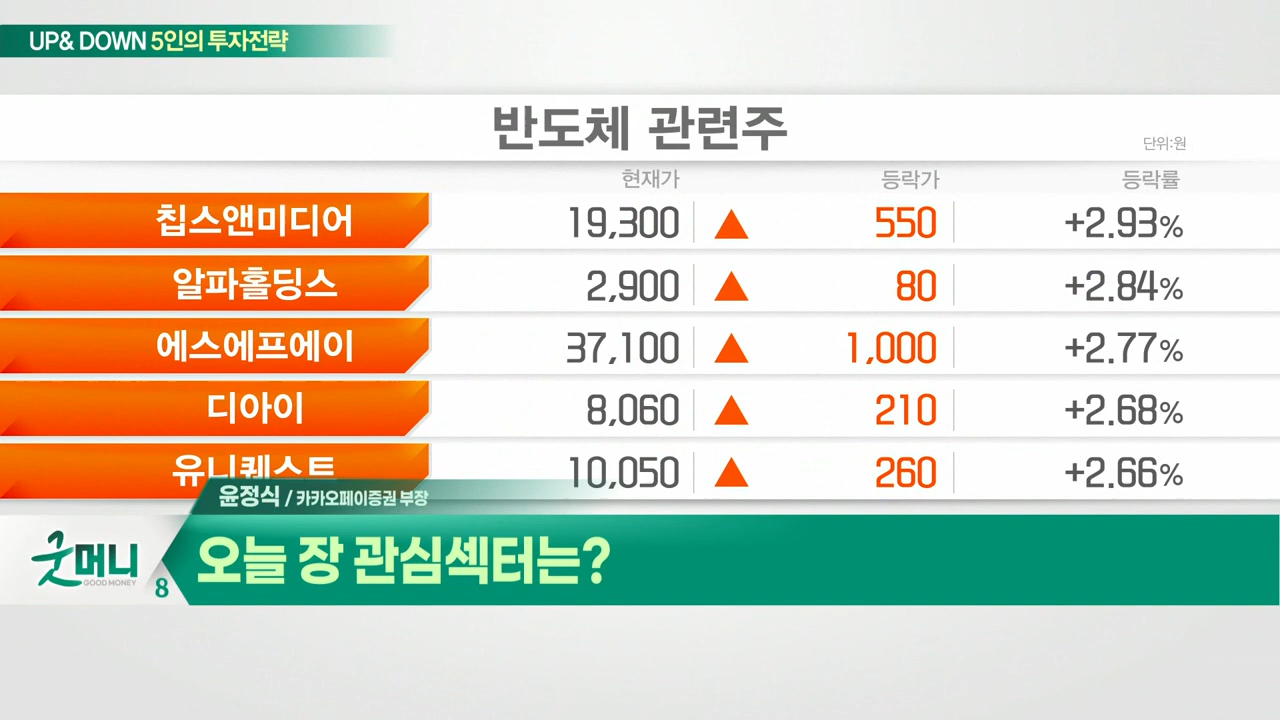 UP& DOWN 5인의 투자전략
반도체 관련주
단위:원
현재가 등락가 등락률
칩스앤미디어 19,300 ▲ 550 +2.93%
알파홀딩스 2,900 ▲ 80 +2.84%
에스에프에이 37,100 ▲ 1,000 +2.77%
디아이 8,060 ▲ 210 +2.68%
유니퀘스트 10,050 ▲ 260 +2.66%
윤정식 / 카카오페이증권 부장
오늘 장 관심섹터는?
굿머니
GOOD MONEY
8